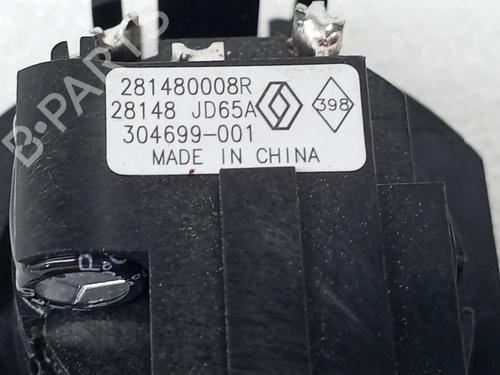 B-PARTS
281480008R
28148 JD65A
398
304699-001
MADE IN CHINA